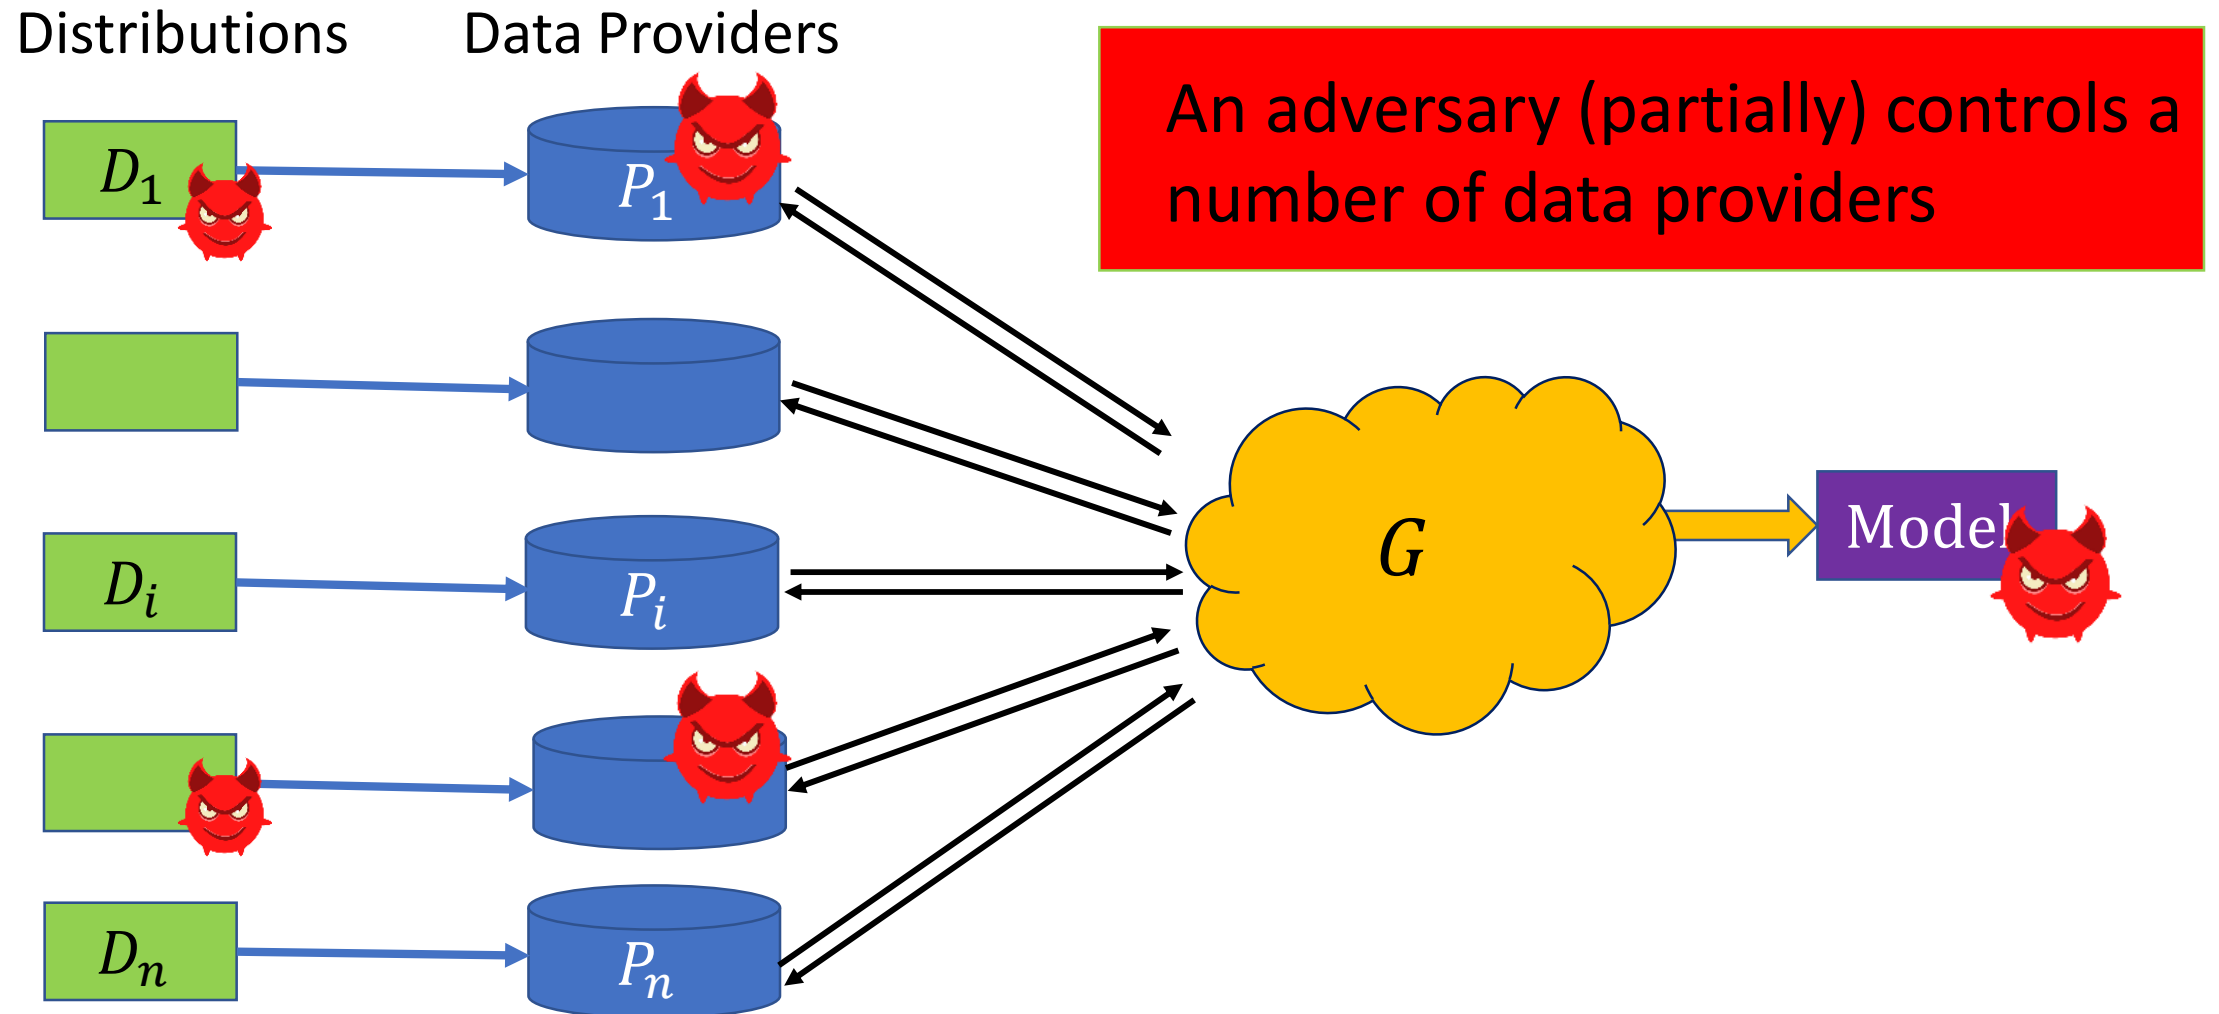 Distributions
Data Providers
An adversary (partially) controls a
number of data providers
D₁
P₁
G
Model
Dᵢ
Pᵢ
Dₙ
Pₙ